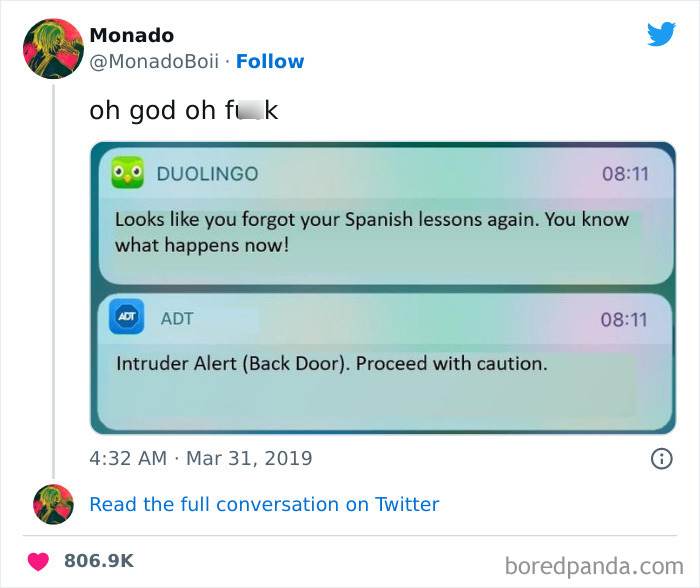 Monado
@MonadoBoii · Follow
oh god oh fu k
DUOLINGO 08:11
Looks like you forgot your Spanish lessons again. You know
what happens now!
ADT ADT 08:11
Intruder Alert (Back Door). Proceed with caution.
4:32 AM · Mar 31, 2019
Read the full conversation on Twitter
806.9K
boredpanda.com